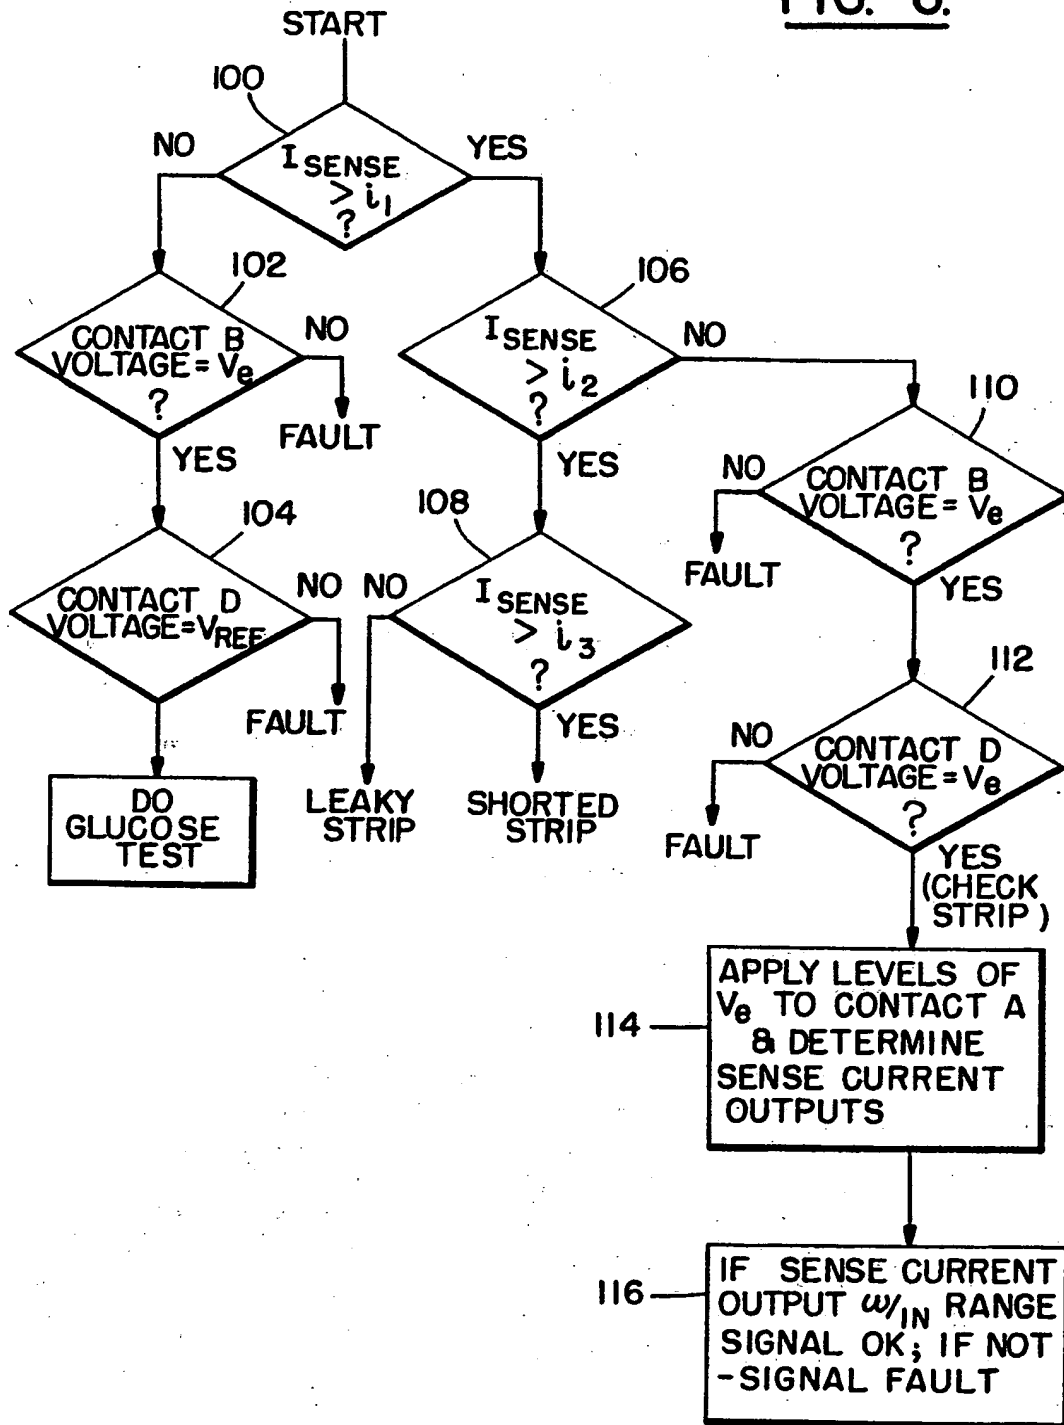 START
100
NO
YES
I SENSE
> i1
?
102
CONTACT B
VOLTAGE = Ve
?
NO
FAULT
YES
106
I SENSE
> i2
?
NO
YES
110
CONTACT B
VOLTAGE = Ve
?
NO
FAULT
YES
104
CONTACT D
VOLTAGE=VREF
NO
FAULT
DO
GLUCOSE
TEST
108
I SENSE
> i3
?
NO
LEAKY
STRIP
YES
SHORTED
STRIP
112
CONTACT D
VOLTAGE = Ve
?
NO
FAULT
YES
(CHECK
STRIP)
114
APPLY LEVELS OF
Ve TO CONTACT A
& DETERMINE
SENSE CURRENT
OUTPUTS
116
IF SENSE CURRENT
OUTPUT w/IN RANGE
SIGNAL OK; IF NOT
-SIGNAL FAULT